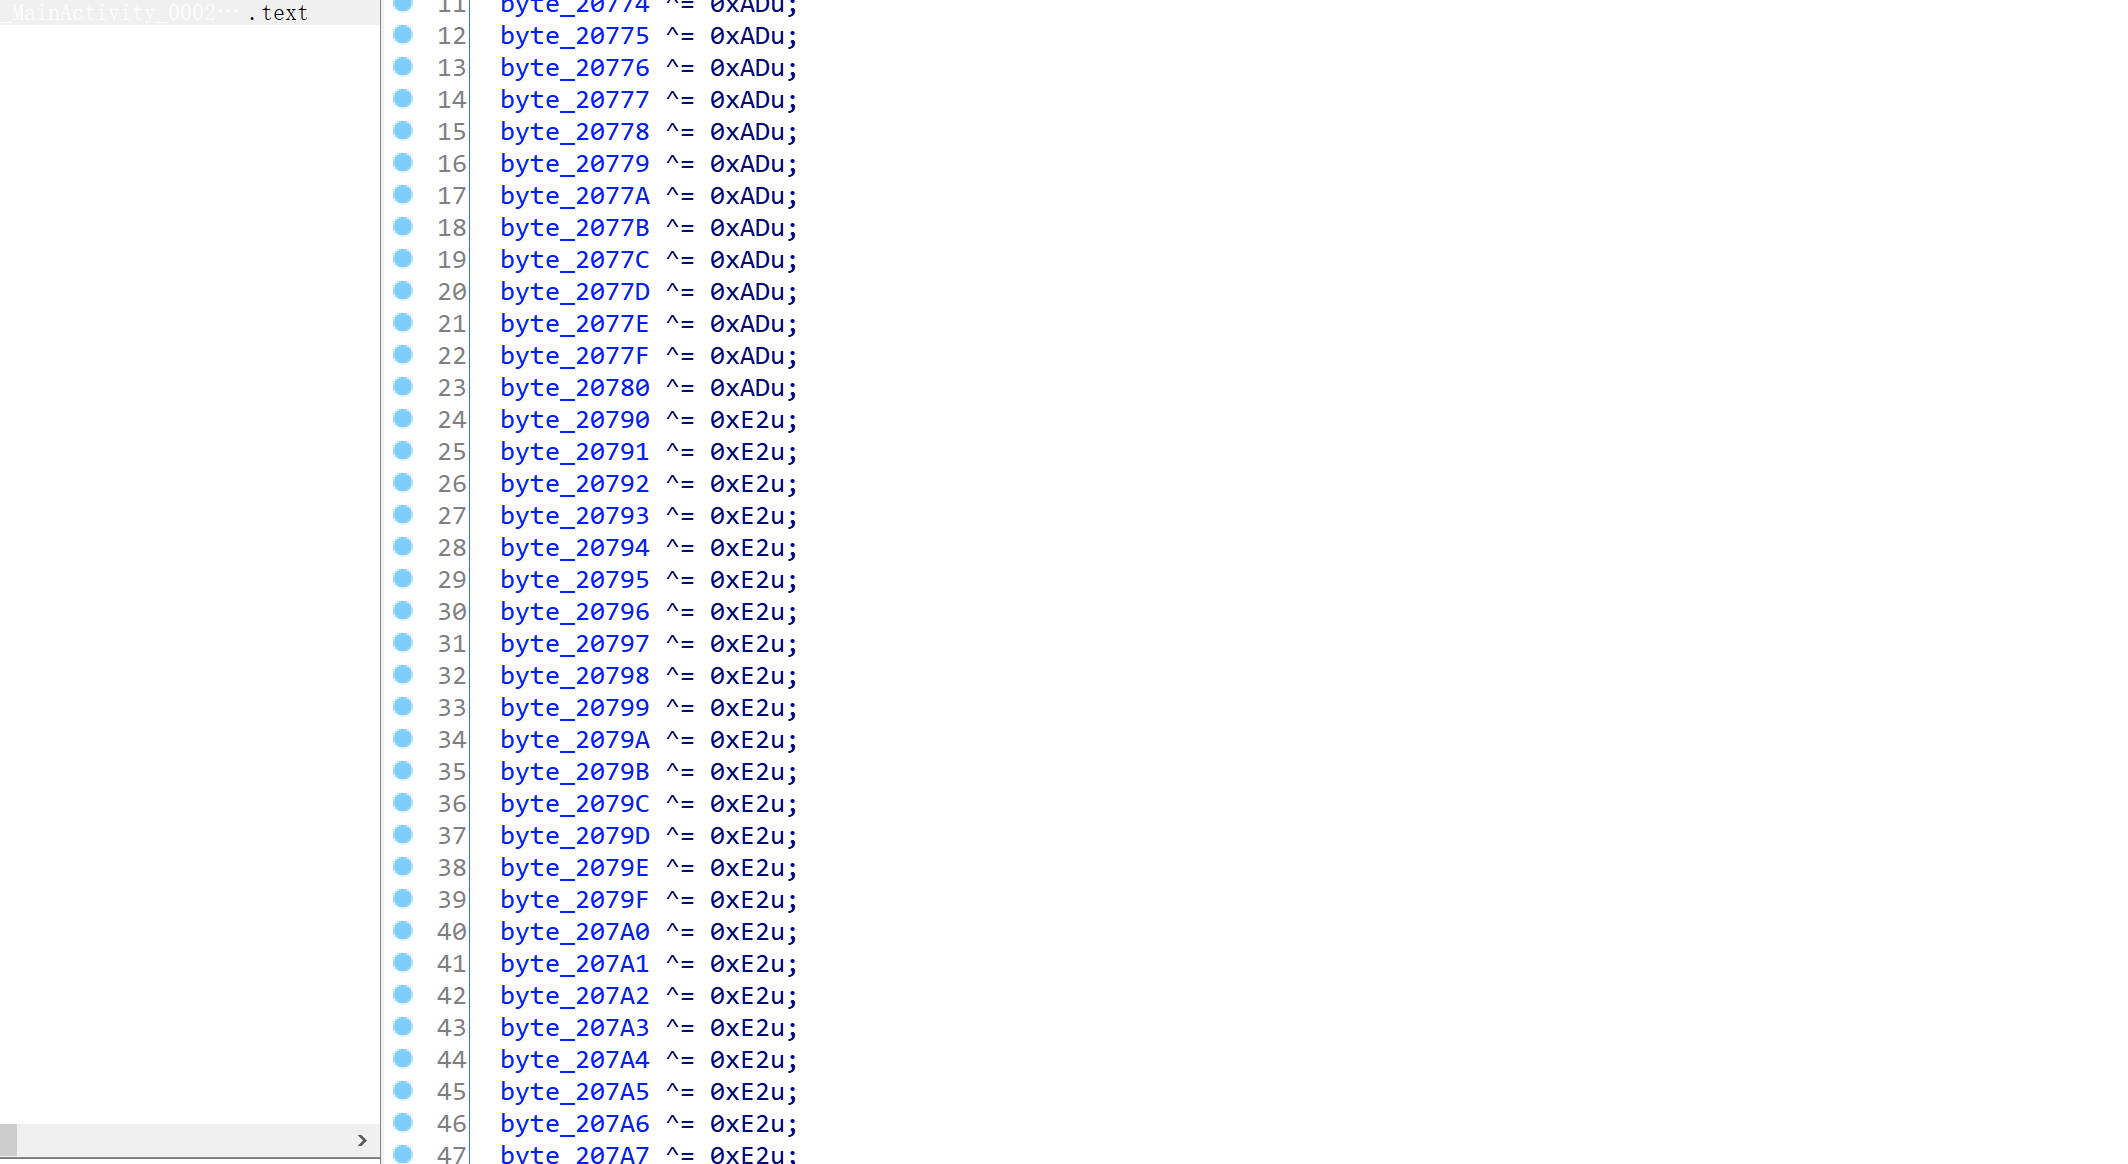 _MainActivity_0002… .text
11 byte_20774 ^= 0xADu;
12 byte_20775 ^= 0xADu;
13 byte_20776 ^= 0xADu;
14 byte_20777 ^= 0xADu;
15 byte_20778 ^= 0xADu;
16 byte_20779 ^= 0xADu;
17 byte_2077A ^= 0xADu;
18 byte_2077B ^= 0xADu;
19 byte_2077C ^= 0xADu;
20 byte_2077D ^= 0xADu;
21 byte_2077E ^= 0xADu;
22 byte_2077F ^= 0xADu;
23 byte_20780 ^= 0xADu;
24 byte_20790 ^= 0xE2u;
25 byte_20791 ^= 0xE2u;
26 byte_20792 ^= 0xE2u;
27 byte_20793 ^= 0xE2u;
28 byte_20794 ^= 0xE2u;
29 byte_20795 ^= 0xE2u;
30 byte_20796 ^= 0xE2u;
31 byte_20797 ^= 0xE2u;
32 byte_20798 ^= 0xE2u;
33 byte_20799 ^= 0xE2u;
34 byte_2079A ^= 0xE2u;
35 byte_2079B ^= 0xE2u;
36 byte_2079C ^= 0xE2u;
37 byte_2079D ^= 0xE2u;
38 byte_2079E ^= 0xE2u;
39 byte_2079F ^= 0xE2u;
40 byte_207A0 ^= 0xE2u;
41 byte_207A1 ^= 0xE2u;
42 byte_207A2 ^= 0xE2u;
43 byte_207A3 ^= 0xE2u;
44 byte_207A4 ^= 0xE2u;
45 byte_207A5 ^= 0xE2u;
46 byte_207A6 ^= 0xE2u;
47 byte_207A7 ^= 0xE2u;